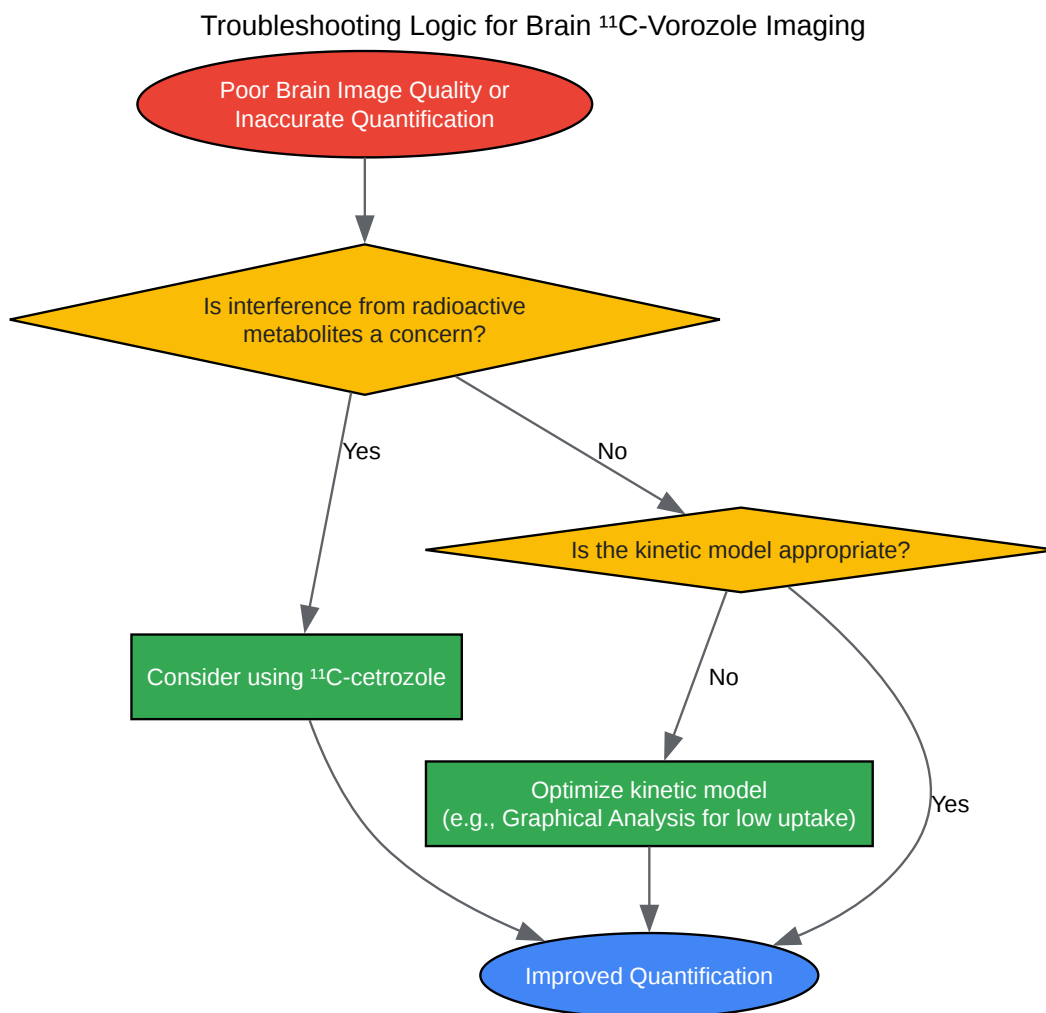 Troubleshooting Logic for Brain ¹¹C-Vorozole Imaging
Poor Brain Image Quality or
Inaccurate Quantification
Is interference from radioactive
metabolites a concern?
Yes
No
Is the kinetic model appropriate?
Consider using ¹¹C-cetrozole
No
Optimize kinetic model
(e.g., Graphical Analysis for low uptake)
Yes
Improved Quantification